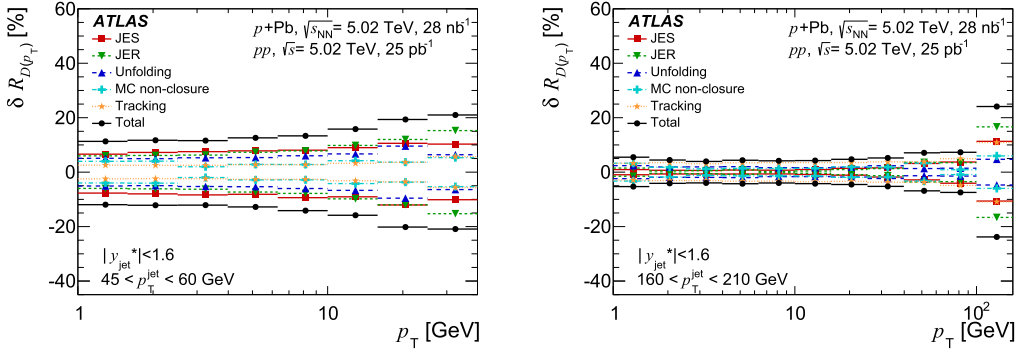 δ R_D(p_T) [%]
60
40
20
0
-20
-40
ATLAS
JES
JER
Unfolding
MC non-closure
Tracking
Total
p+Pb, √s_NN = 5.02 TeV, 28 nb⁻¹
pp, √s = 5.02 TeV, 25 pb⁻¹
|y_jet*|<1.6
45 < p_T^jet < 60 GeV
1
10
p_T [GeV]
δ R_D(p_T) [%]
60
40
20
0
-20
-40
ATLAS
JES
JER
Unfolding
MC non-closure
Tracking
Total
p+Pb, √s_NN = 5.02 TeV, 28 nb⁻¹
pp, √s = 5.02 TeV, 25 pb⁻¹
|y_jet*|<1.6
160 < p_T^jet < 210 GeV
1
10
10²
p_T [GeV]